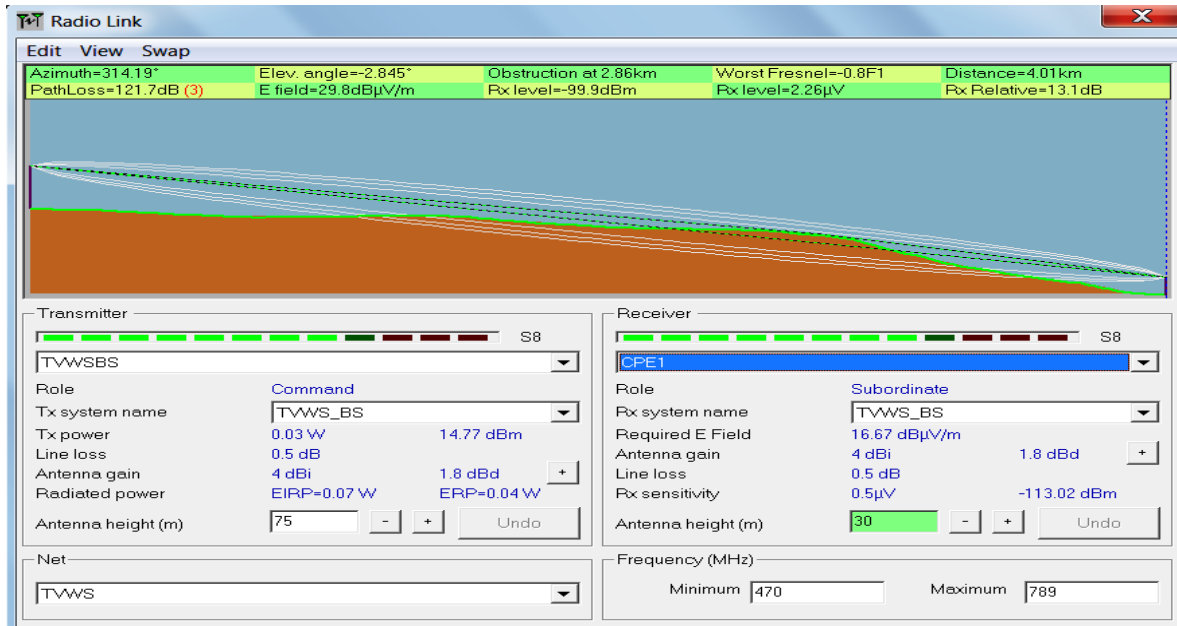 Radio Link
X
Edit View Swap
Azimuth=314.19° Elev. angle=-2.845° Obstruction at 2.86km Worst Fresnel=-0.8F1 Distance=4.01km
PathLoss=121.7dB (3) E field=29.8dBµV/m Rx level=-99.9dBm Rx level=2.26µV Rx Relative=13.1dB
Transmitter
S8
TVWSBS
Role Command
Tx system name TVWS_BS
Tx power 0.03 W 14.77 dBm
Line loss 0.5 dB
Antenna gain 4 dBi 1.8 dBd +
Radiated power EIRP=0.07 W ERP=0.04 W
Antenna height (m) 75 - + Undo
Receiver
S8
CPE1
Role Subordinate
Rx system name TVWS_BS
Required E Field 16.67 dBµV/m
Antenna gain 4 dBi 1.8 dBd +
Line loss 0.5 dB
Rx sensitivity 0.5µV -113.02 dBm
Antenna height (m) 30 - + Undo
Net
TVWS
Frequency (MHz)
Minimum 470 Maximum 789